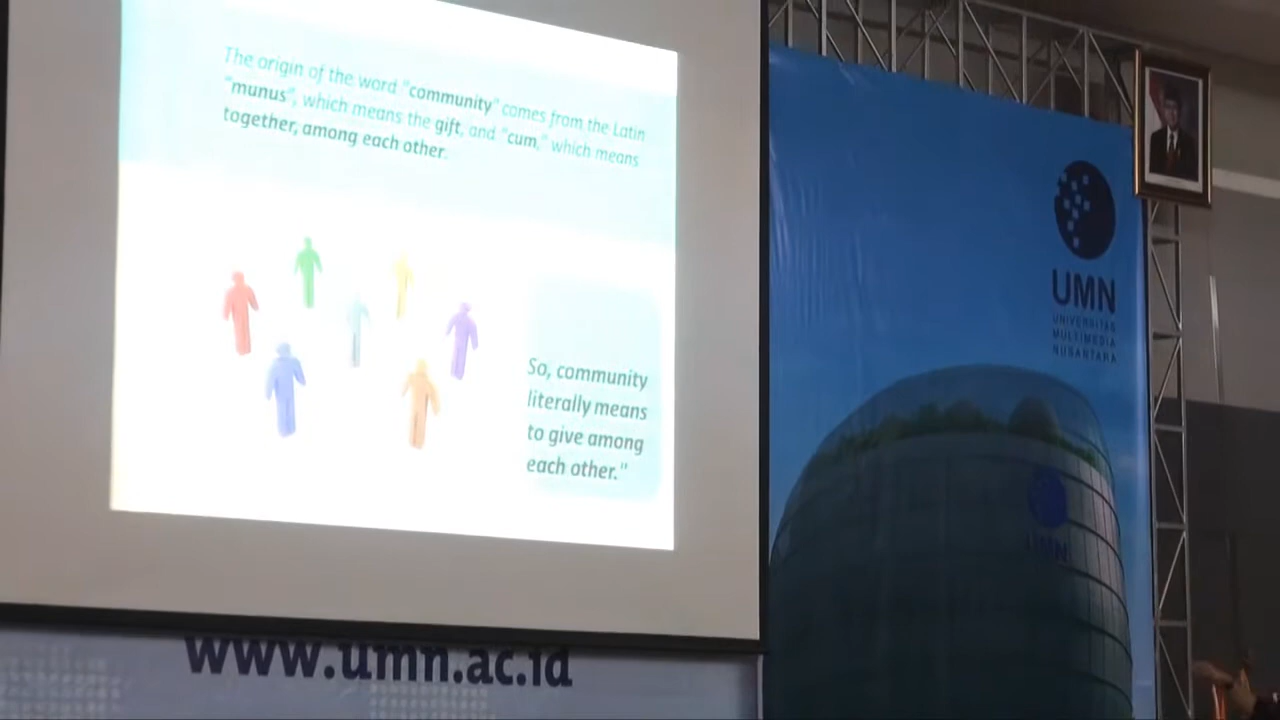 The origin of the word "community" comes from the Latin
"munus", which means the gift, and "cum," which means
together, among each other.
So, community
literally means
to give among
each other."
UMN
UNIVERSITAS
MULTIMEDIA
NUSANTARA
UMN
www.umn.ac.id